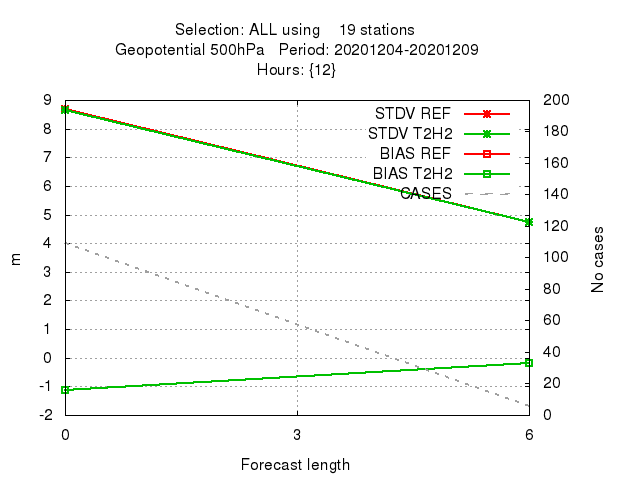 Selection: ALL using    19 stations
Geopotential 500hPa   Period: 20201204-20201209
Hours: {12}
9 200
8 180
7 160
6 140
5 120
4 100
3 80
2 60
1 40
0 20
-1 0
-2
STDV REF
STDV T2H2
BIAS REF
BIAS T2H2
CASES
m
No cases
0 3 6
Forecast length